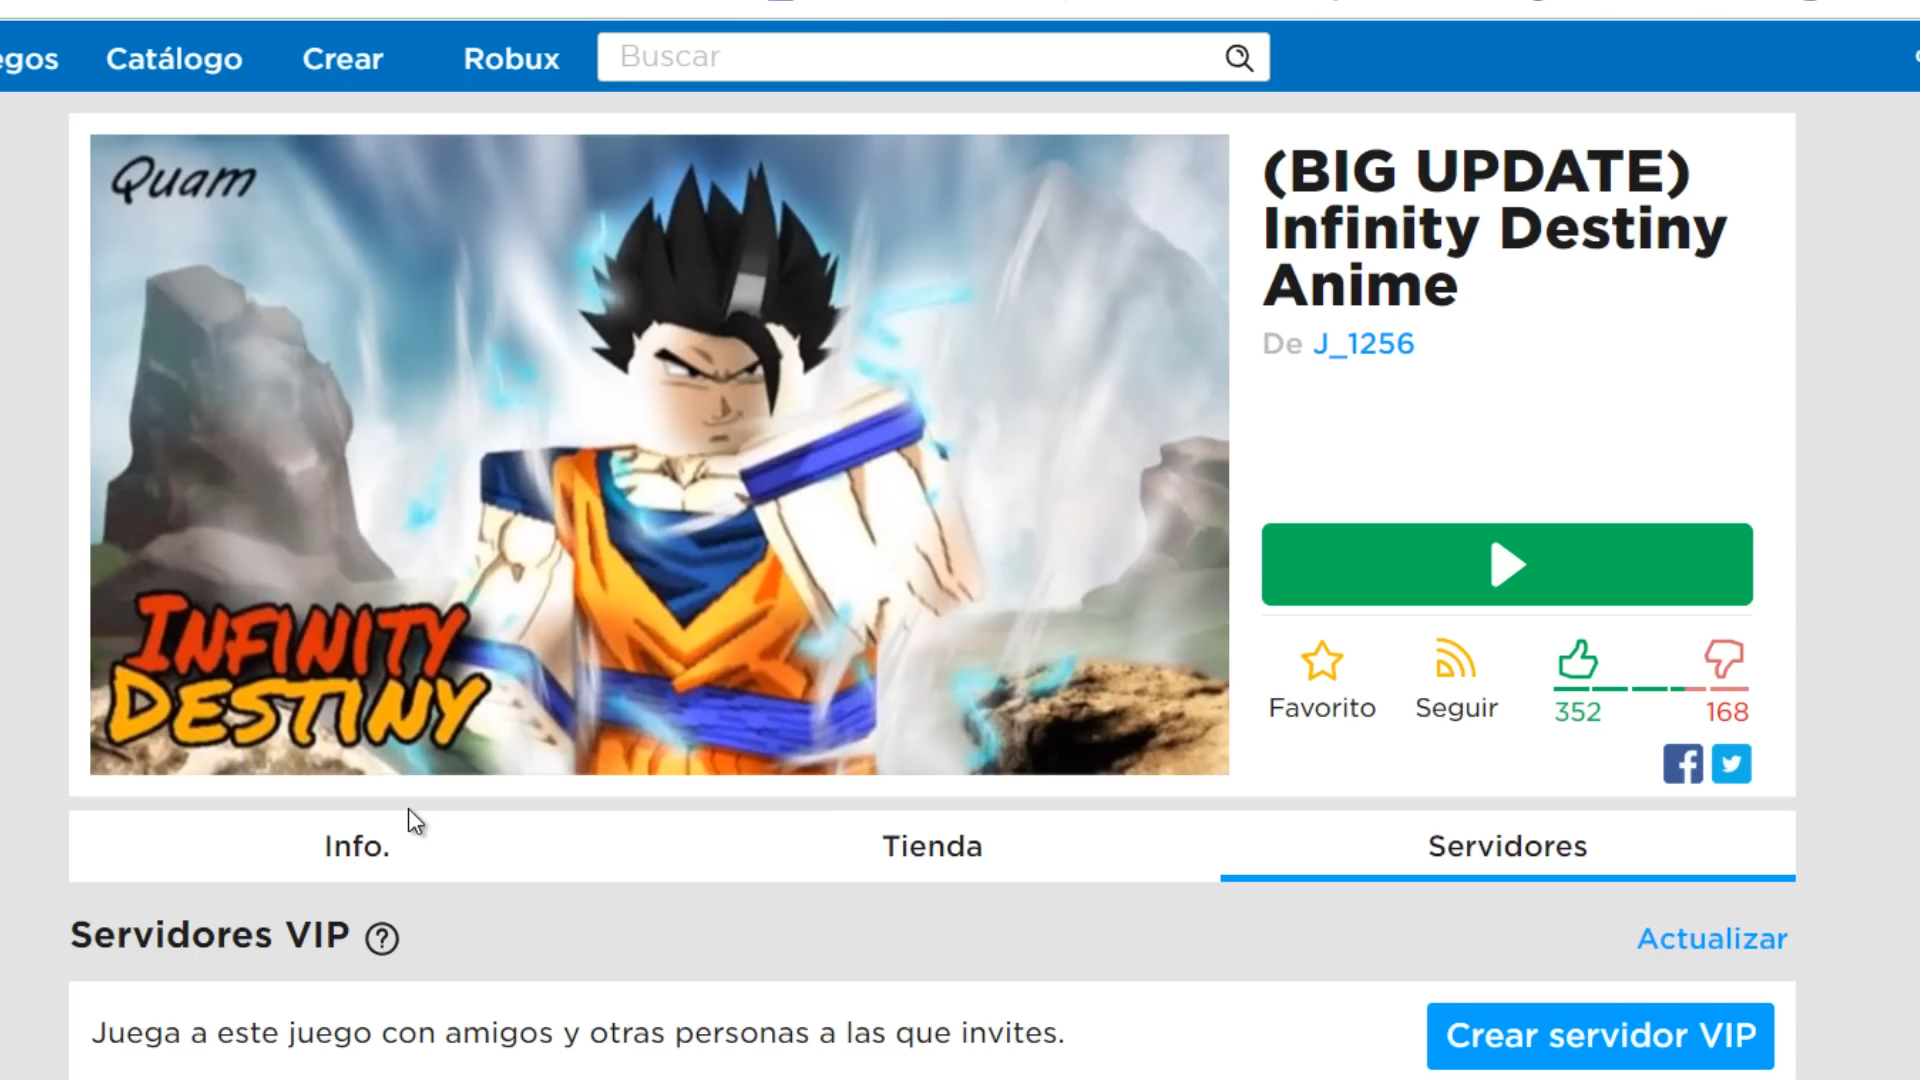 Catálogo
Crear
Robux
Buscar
Quam
INFINITY
DESTINY
(BIG UPDATE)
Infinity Destiny
Anime
De J_1256
Favorito
Seguir
352
168
Info.
Tienda
Servidores
Servidores VIP
Actualizar
Juega a este juego con amigos y otras personas a las que invites.
Crear servidor VIP